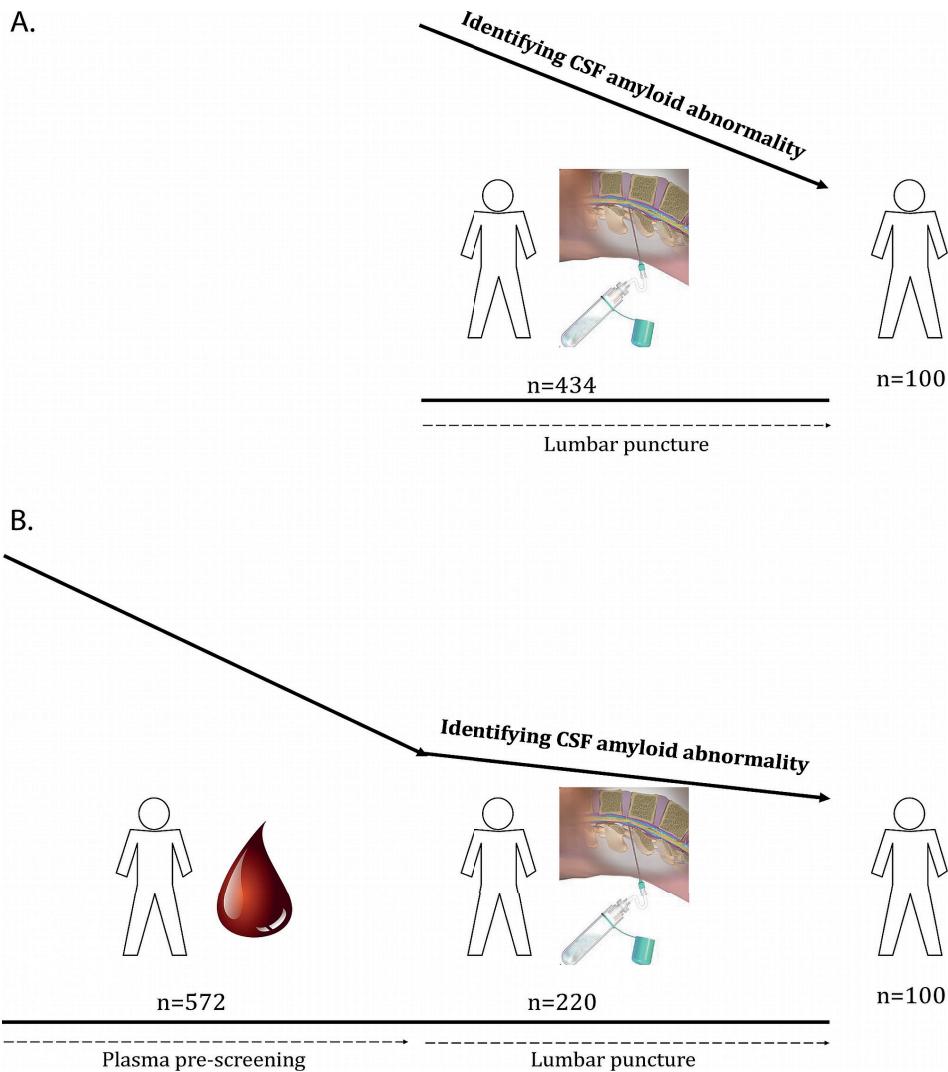 A.
Identifying CSF amyloid abnormality
n=434
n=100
Lumbar puncture
B.
Identifying CSF amyloid abnormality
n=572
n=220
n=100
Plasma pre-screening
Lumbar puncture